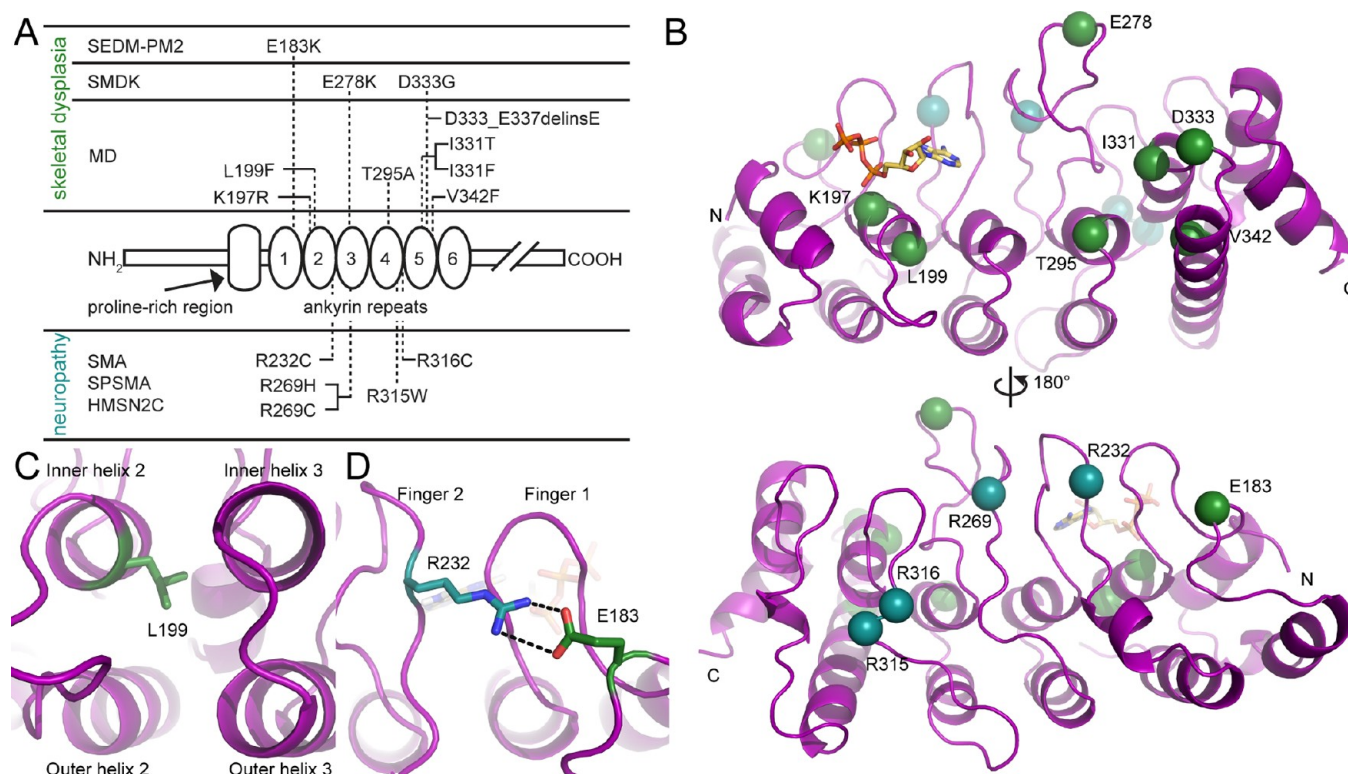 A
skeletal dysplasia
SEDM-PM2
E183K
SMDK
E278K
D333G
MD
D333_E337delinsE
I331T
I331F
L199F
T295A
K197R
V342F
NH2
1
2
3
4
5
6
COOH
proline-rich region
ankyrin repeats
neuropathy
SMA
SPSMA
HMSN2C
R232C
R316C
R269H
R269C
R315W
B
E278
D333
I331
K197
N
L199
T295
V342
C
180°
R232
E183
R269
R316
N
R315
C
C
Inner helix 2
Inner helix 3
L199
Outer helix 2
Outer helix 3
D
Finger 2
Finger 1
R232
E183